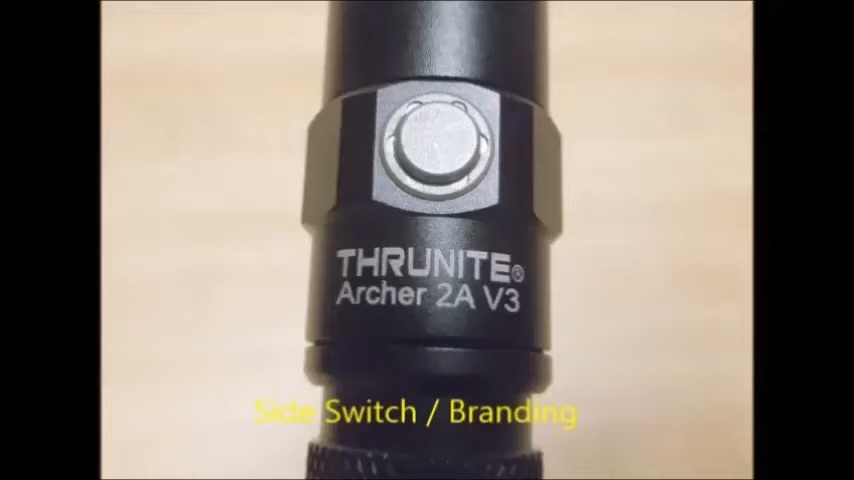 THRUNITE®
Archer 2A V3
Side Switch / Branding